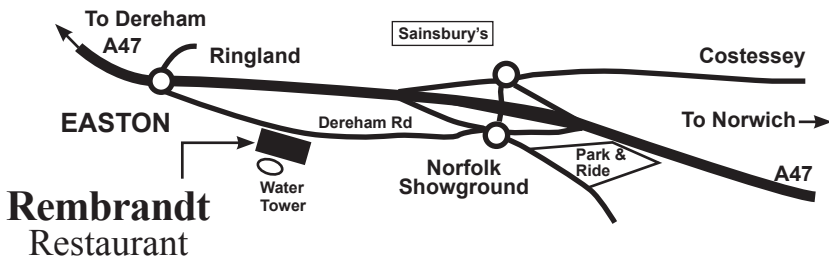 To Dereham
A47
Ringland
Sainsbury's
Costessey
EASTON
Dereham Rd
To Norwich
Norfolk
Showground
Park &
Ride
A47
Water
Tower
Rembrandt
Restaurant